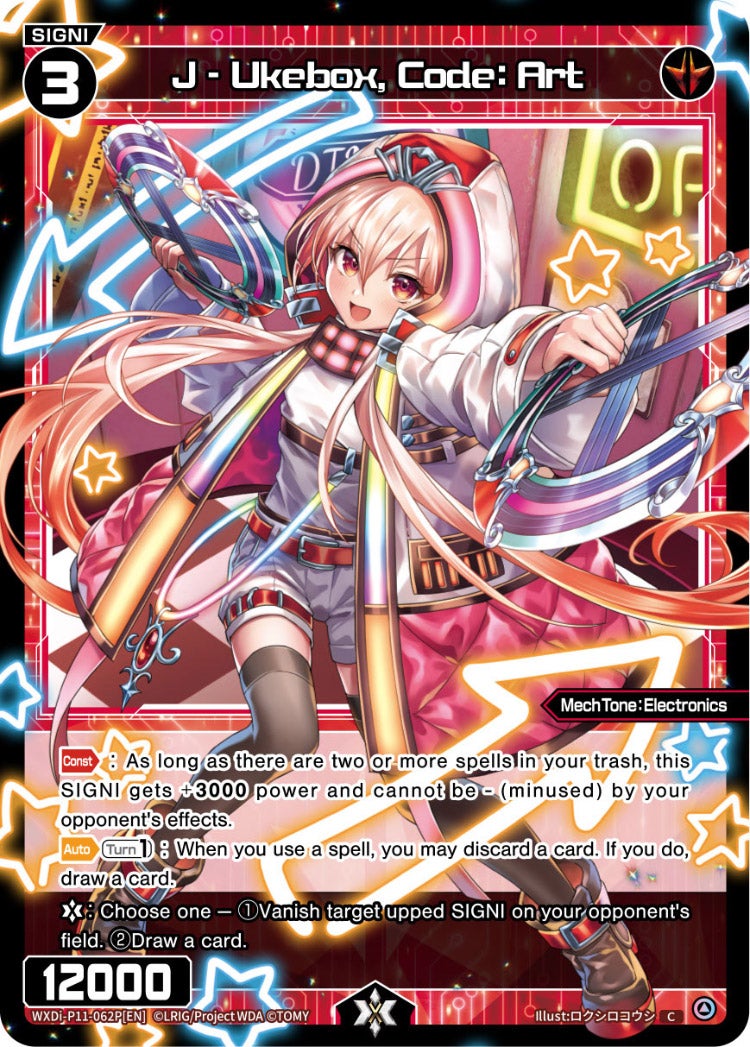 SIGNI
3
J - Ukebox, Code: Art
DTS
OP
MechTone:Electronics
Const : As long as there are two or more spells in your trash, this
SIGNI gets +3000 power and cannot be - (minused) by your
opponent's effects.
Auto Turn 1 : When you use a spell, you may discard a card. If you do,
draw a card.
: Choose one – ①Vanish target upped SIGNI on your opponent's
field. ②Draw a card.
12000
WXDi-P11-062P[EN] ©LRIG/Project WDA ©TOMY
Illust:ロクシロヨウシ C